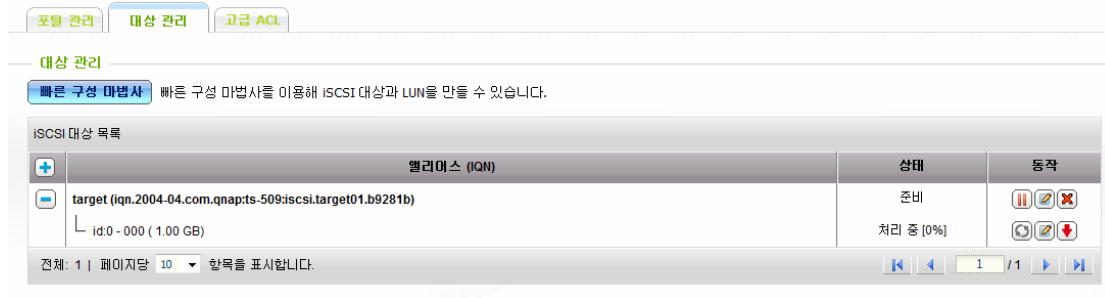 포털 관리 대상 관리 고급 ACL
대상 관리
빠른 구성 마법사 빠른 구성 마법사를 이용해 iSCSI 대상과 LUN을 만들 수 있습니다.
iSCSI 대상 목록
앨리어스 (IQN) 상태 동작
target (iqn.2004-04.com.qnap:ts-509:iscsi.target01.b9281b) 준비
id:0 - 000 ( 1.00 GB) 처리 중 [0%]
전체: 1 | 페이지당 10 항목을 표시합니다. 1 / 1